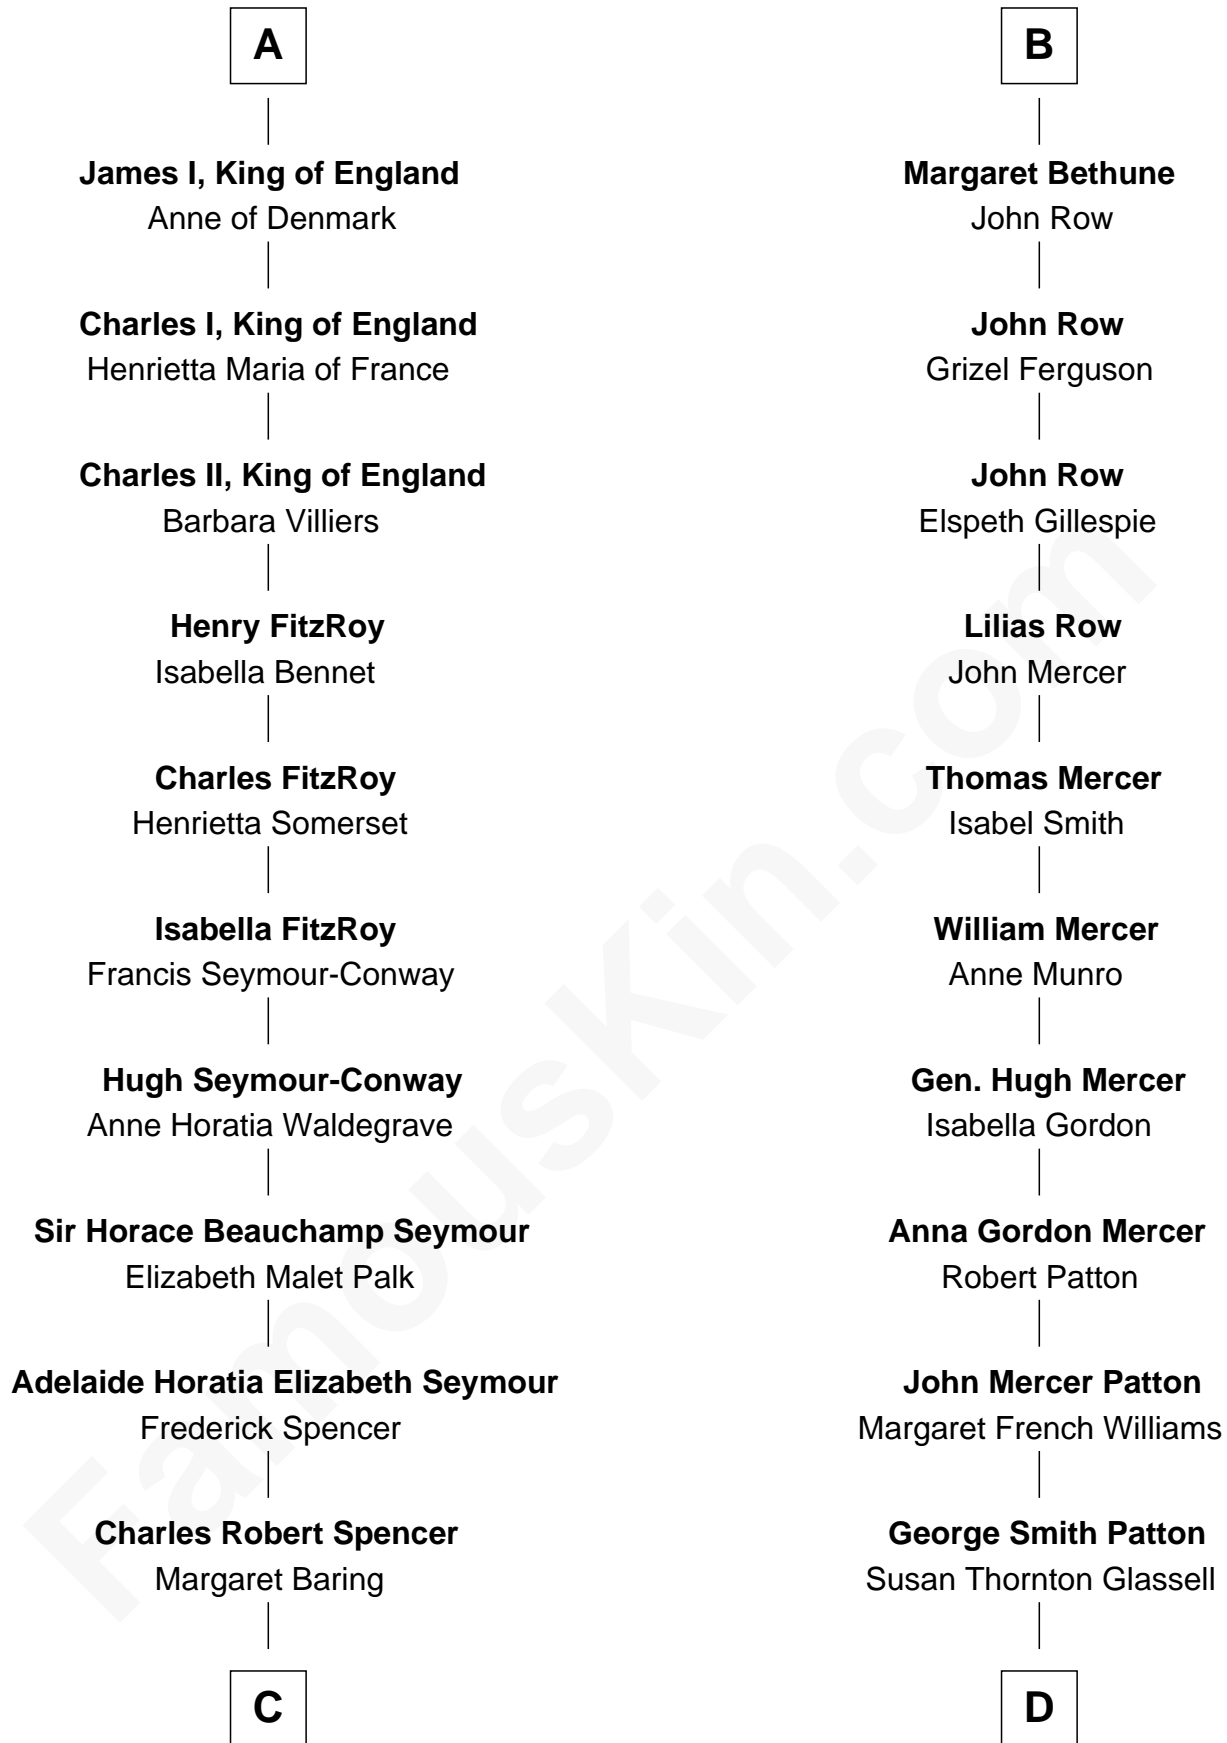 A
James I, King of England
Anne of Denmark
Charles I, King of England
Henrietta Maria of France
Charles II, King of England
Barbara Villiers
Henry FitzRoy
Isabella Bennet
Charles FitzRoy
Henrietta Somerset
Isabella FitzRoy
Francis Seymour-Conway
Hugh Seymour-Conway
Anne Horatia Waldegrave
Sir Horace Beauchamp Seymour
Elizabeth Malet Palk
Adelaide Horatia Elizabeth Seymour
Frederick Spencer
Charles Robert Spencer
Margaret Baring
C
B
Margaret Bethune
John Row
John Row
Grizel Ferguson
John Row
Elspeth Gillespie
Lilias Row
John Mercer
Thomas Mercer
Isabel Smith
William Mercer
Anne Munro
Gen. Hugh Mercer
Isabella Gordon
Anna Gordon Mercer
Robert Patton
John Mercer Patton
Margaret French Williams
George Smith Patton
Susan Thornton Glassell
D
FamousKin.com